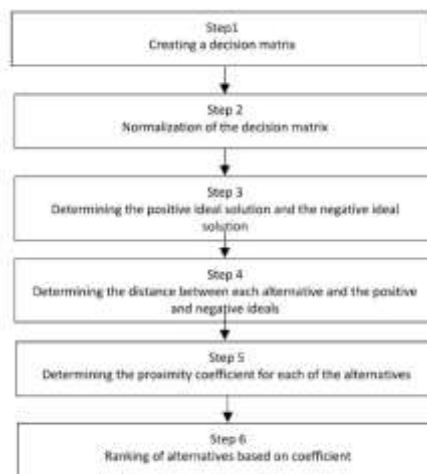 Step1
Creating a decision matrix
Step 2
Normalization of the decision matrix
Step 3
Determining the positive ideal solution and the negative ideal
solution
Step 4
Determining the distance between each alternative and the positive
and negative ideals
Step 5
Determining the proximity coefficient for each of the alternatives
Step 6
Ranking of alternatives based on coefficient